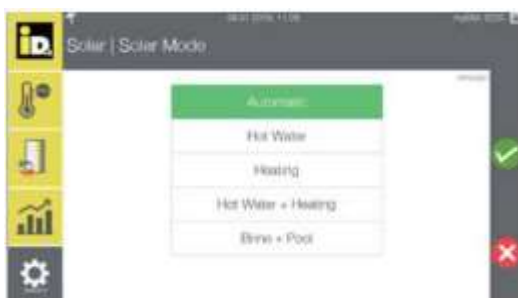 iD
Solar | Solar Mode
Automatic
Hot Water
Heating
Hot Water + Heating
Brine + Pool